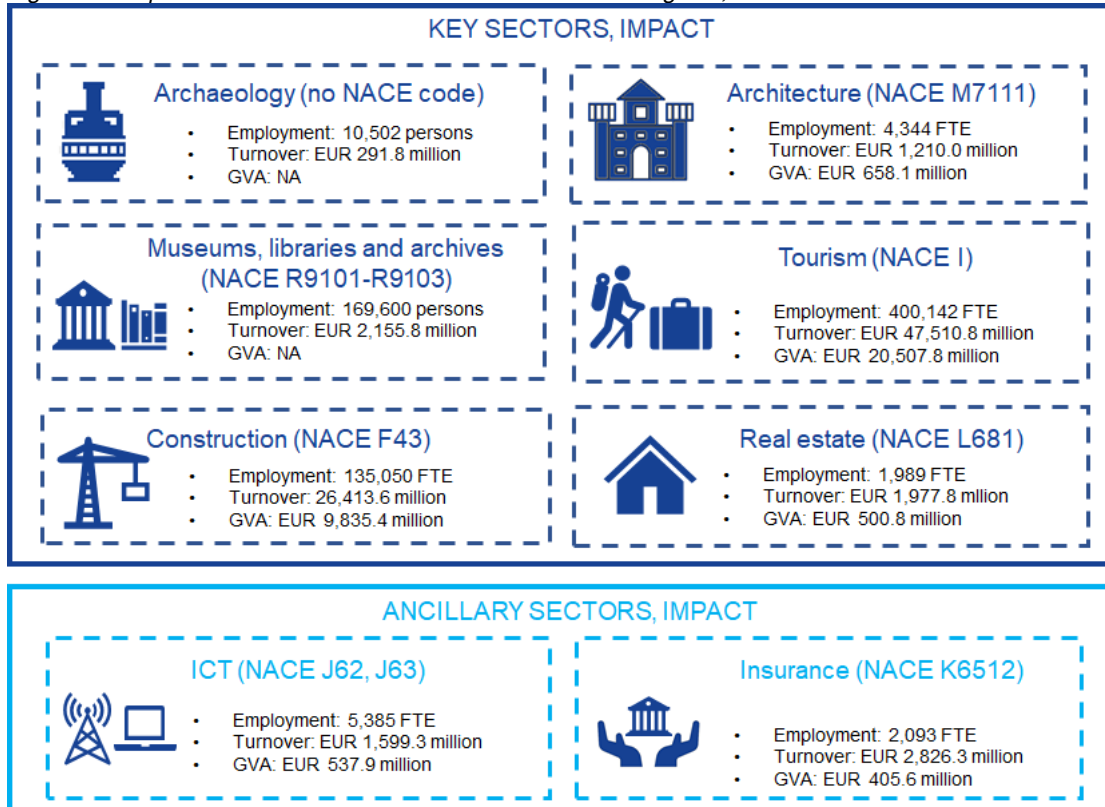 KEY SECTORS, IMPACT
Archaeology (no NACE code)
• Employment: 10,502 persons
• Turnover: EUR 291.8 million
• GVA: NA
Architecture (NACE M7111)
• Employment: 4,344 FTE
• Turnover: EUR 1,210.0 million
• GVA: EUR 658.1 million
Museums, libraries and archives
(NACE R9101-R9103)
• Employment: 169,600 persons
• Turnover: EUR 2,155.8 million
• GVA: NA
Tourism (NACE I)
• Employment: 400,142 FTE
• Turnover: EUR 47,510.8 million
• GVA: EUR 20,507.8 million
Construction (NACE F43)
• Employment: 135,050 FTE
• Turnover: 26,413.6 million
• GVA: EUR 9,835.4 million
Real estate (NACE L681)
• Employment: 1,989 FTE
• Turnover: EUR 1,977.8 mllion
• GVA: EUR 500.8 million
ANCILLARY SECTORS, IMPACT
ICT (NACE J62, J63)
• Employment: 5,385 FTE
• Turnover: EUR 1,599.3 million
• GVA: EUR 537.9 million
Insurance (NACE K6512)
• Employment: 2,093 FTE
• Turnover: EUR 2,826.3 million
• GVA: EUR 405.6 million